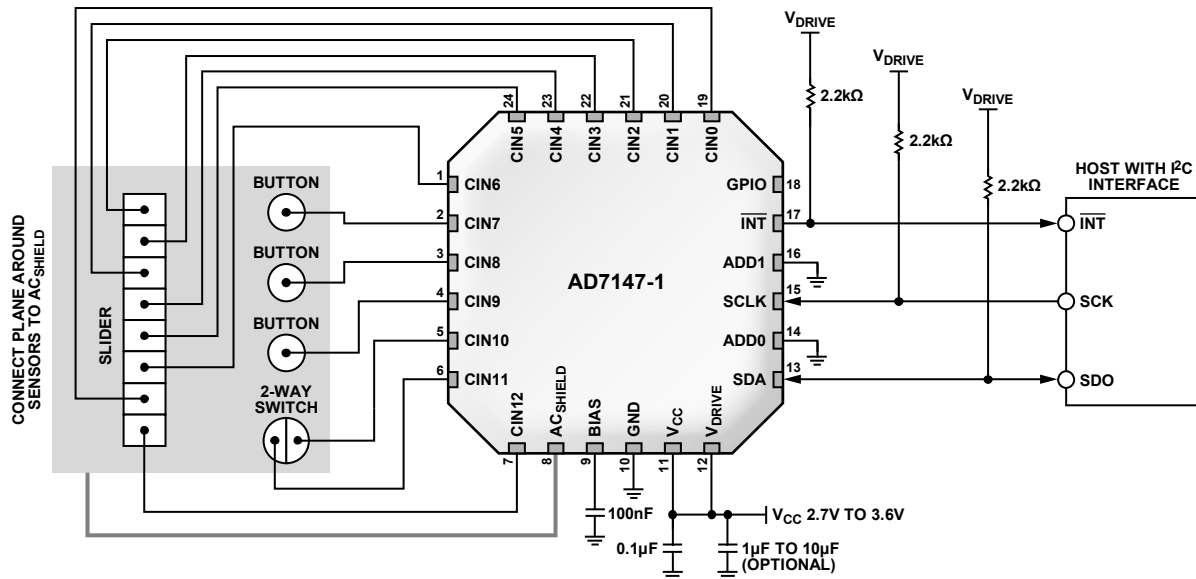 VDRIVE
VDRIVE
VDRIVE
2.2kΩ
2.2kΩ
2.2kΩ
24
23
22
21
20
19
CIN5
CIN4
CIN3
CIN2
CIN1
CIN0
CONNECT PLANE AROUND
SENSORS TO ACSHIELD
SLIDER
BUTTON
BUTTON
BUTTON
2-WAY
SWITCH
1
CIN6
2
CIN7
3
CIN8
4
CIN9
5
CIN10
6
CIN11
AD7147-1
GPIO
18
INT
17
ADD1
16
SCLK
15
ADD0
14
SDA
13
HOST WITH I²C
INTERFACE
INT
SCK
SDO
CIN12
ACSHIELD
BIAS
GND
VCC
VDRIVE
7
8
9
10
11
12
100nF
0.1µF
VCC 2.7V TO 3.6V
1µF TO 10µF
(OPTIONAL)